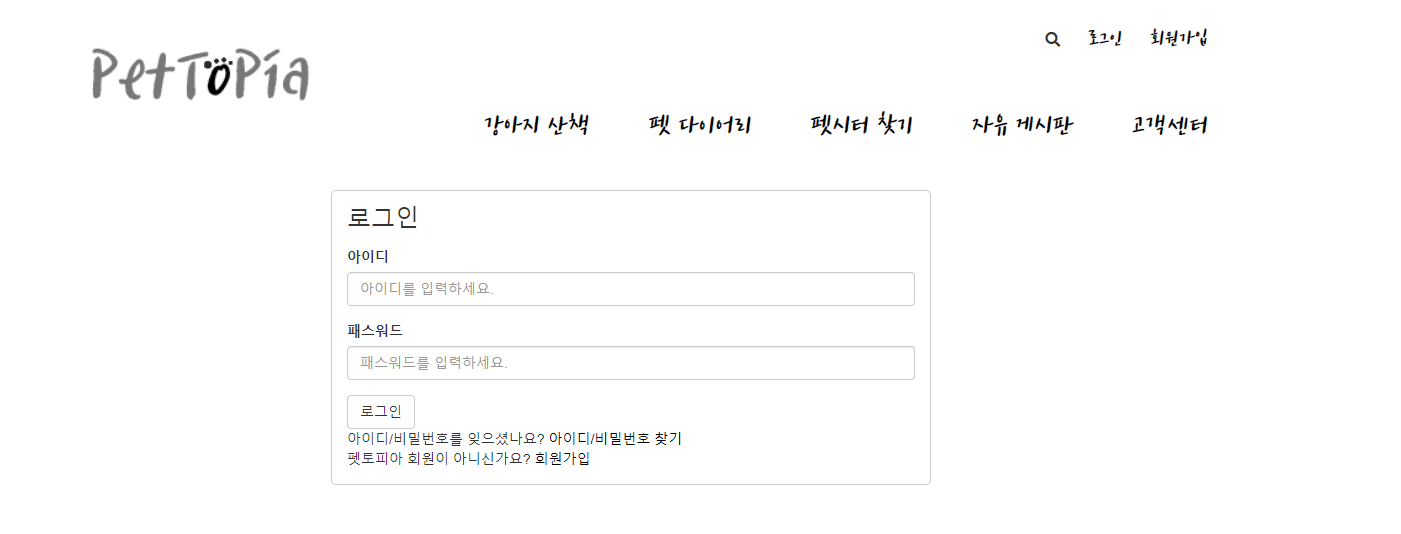 로그인 회원가입
PetToPia
강아지 산책 펫 다이어리 펫시터 찾기 자유 게시판 고객센터
로그인
아이디
아이디를 입력하세요.
패스워드
패스워드를 입력하세요.
로그인
아이디/비밀번호를 잊으셨나요? 아이디/비밀번호 찾기
펫토피아 회원이 아니신가요? 회원가입